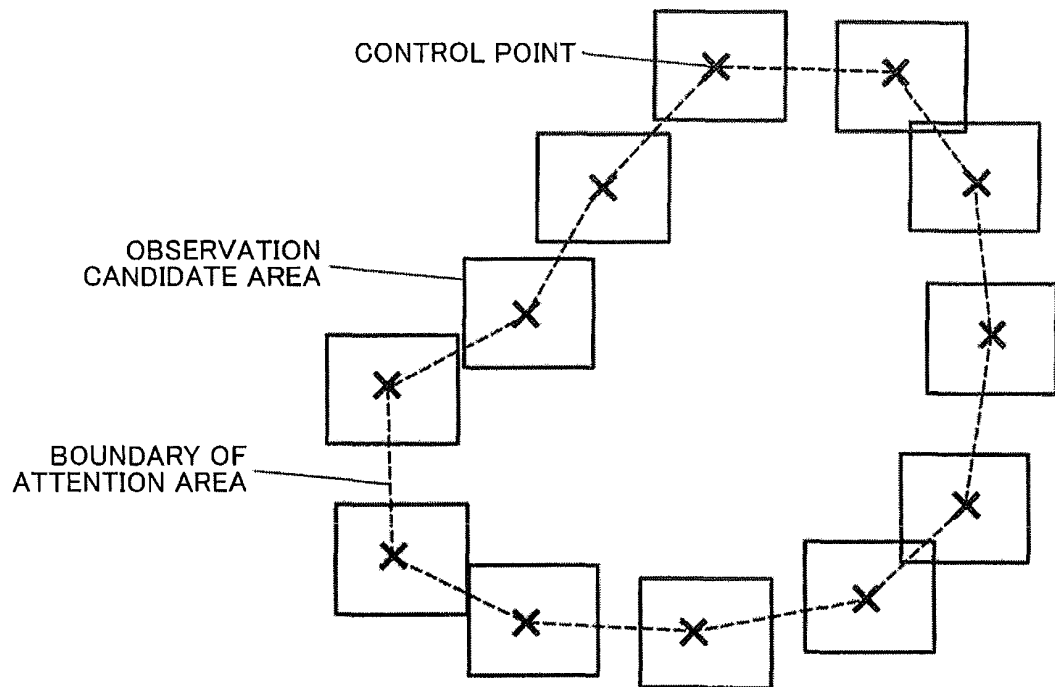 CONTROL POINT
OBSERVATION
CANDIDATE AREA
BOUNDARY OF
ATTENTION AREA